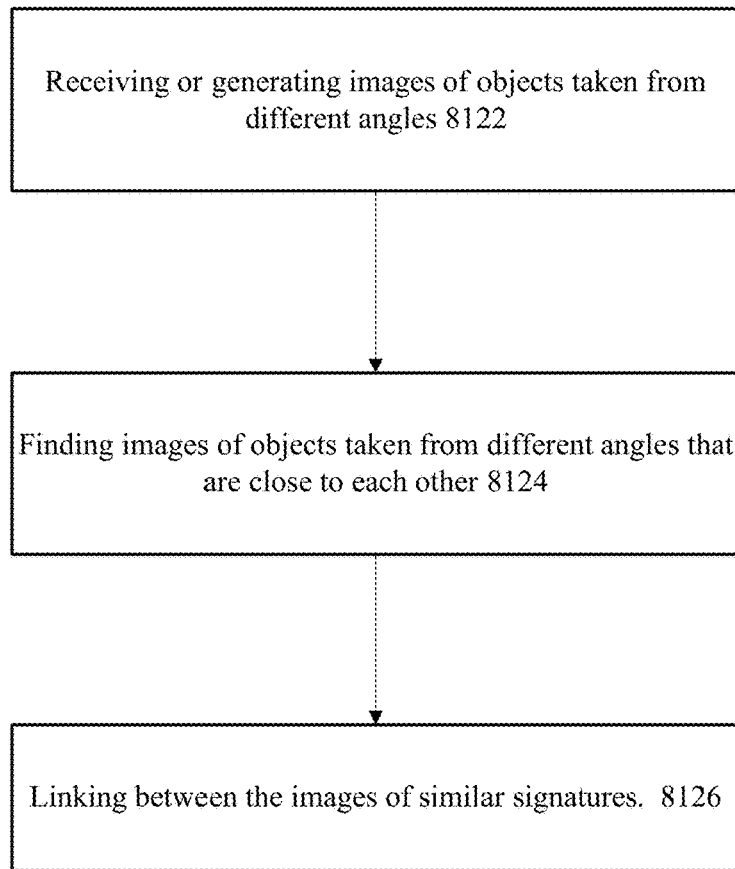 Receiving or generating images of objects taken from
different angles 8122
Finding images of objects taken from different angles that
are close to each other 8124
Linking between the images of similar signatures. 8126